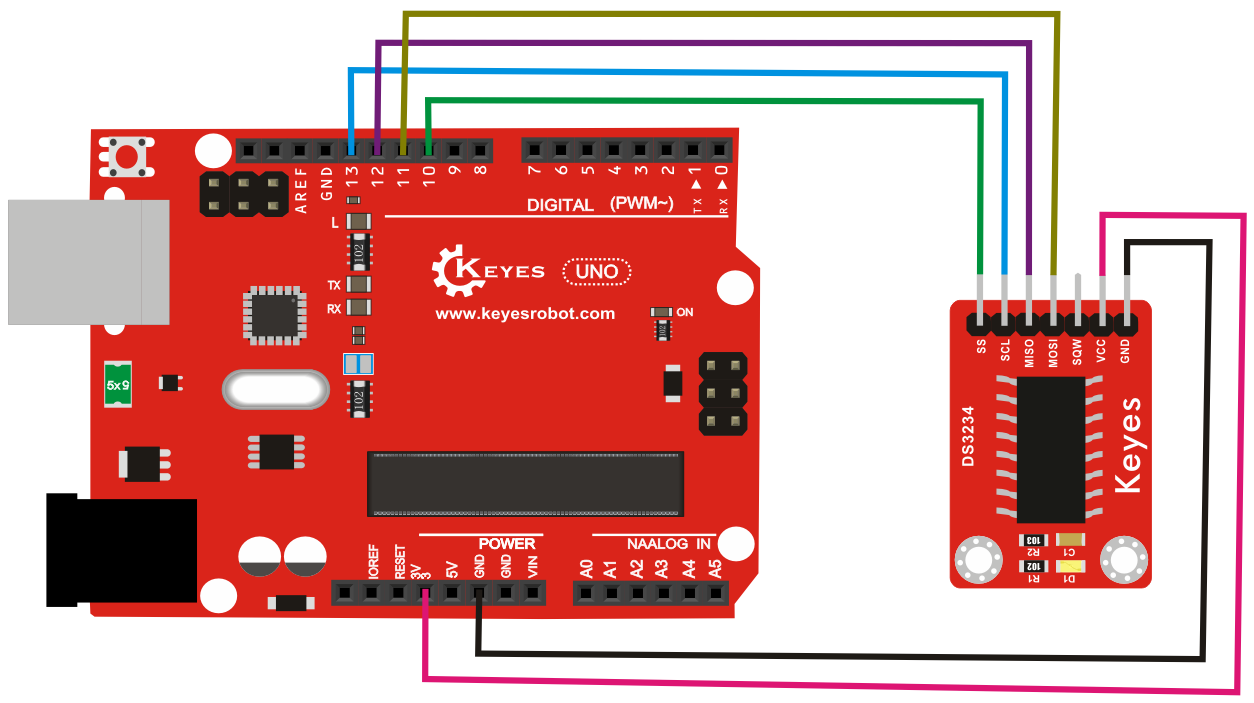 AREF
GND
13
12
11
10
9
8
7
6
5
4
3
2
1
0
TX
RX
DIGITAL (PWM~)
L
102
TX
RX
KEYES UNO
www.keyesrobot.com
ON
102
5x9
102
POWER
NAALOG IN
IOREF
RESET
3V
3
5V
GND
GND
VIN
A0
A1
A2
A3
A4
A5
SS
SCL
MISO
MOSI
SQW
VCC
GND
DS3234
Keyes
103
R2
C1
102
R1
D1